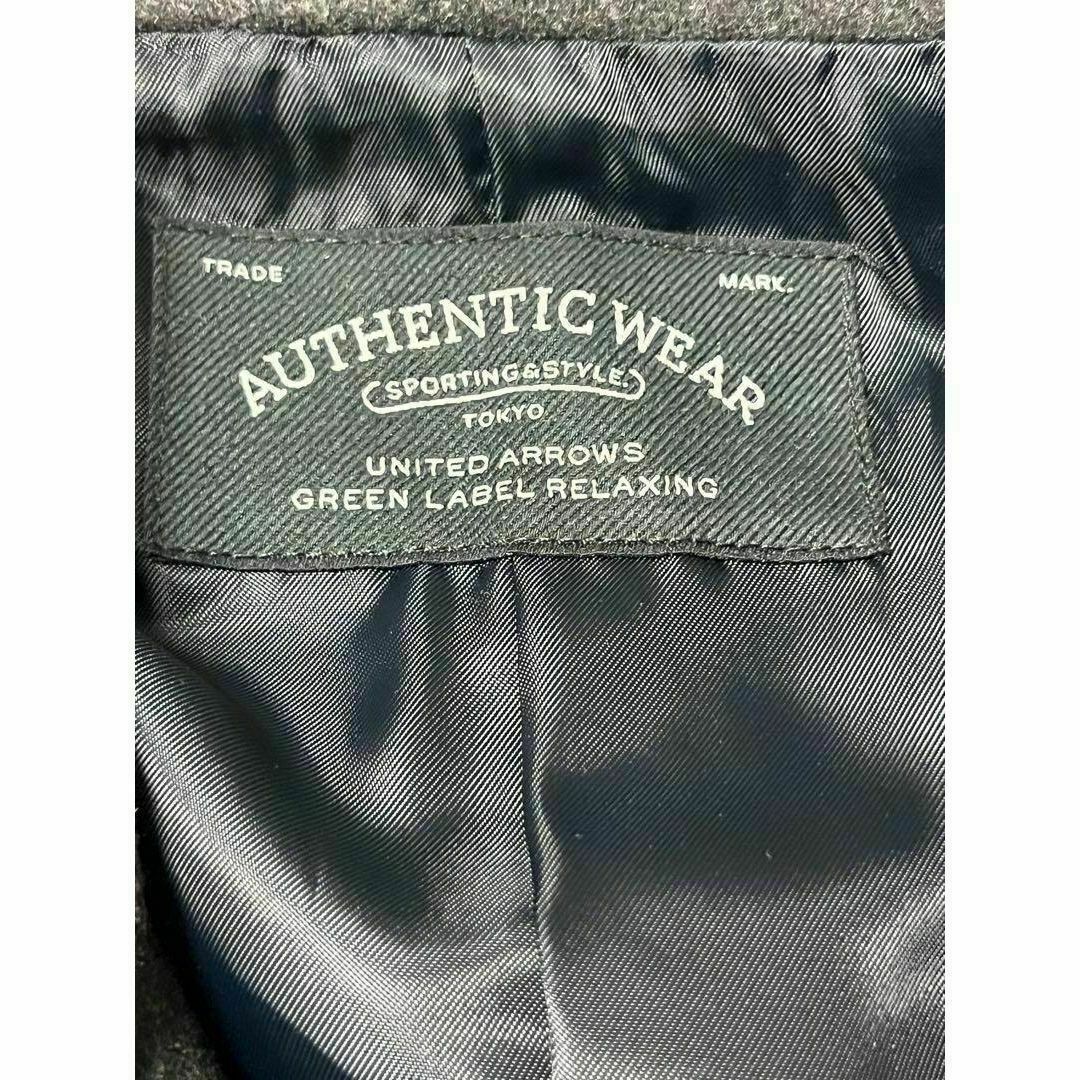 TRADE MARK.
AUTHENTIC WEAR
SPORTING&STYLE.
TOKYO
UNITED ARROWS
GREEN LABEL RELAXING